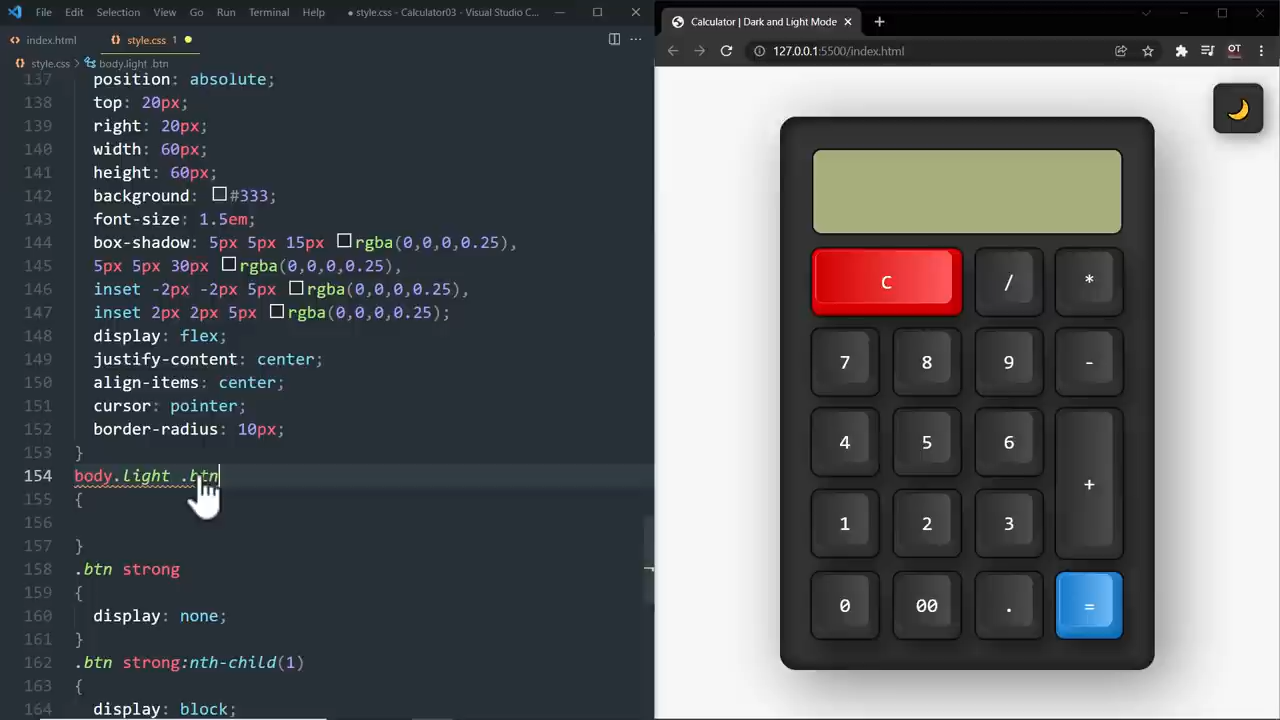 File Edit Selection View Go Run Terminal Help ● style.css - Calculator03 - Visual Studio C...
index.html style.css 1
style.css > body.light .btn
137 position: absolute;
138 top: 20px;
139 right: 20px;
140 width: 60px;
141 height: 60px;
142 background: #333;
143 font-size: 1.5em;
144 box-shadow: 5px 5px 15px rgba(0,0,0,0.25),
145 5px 5px 30px rgba(0,0,0,0.25),
146 inset -2px -2px 5px rgba(0,0,0,0.25),
147 inset 2px 2px 5px rgba(0,0,0,0.25);
148 display: flex;
149 justify-content: center;
150 align-items: center;
151 cursor: pointer;
152 border-radius: 10px;
153 }
154 body.light .btn
155 {
156
157 }
158 .btn strong
159 {
160 display: none;
161 }
162 .btn strong:nth-child(1)
163 {
164 display: block;
Calculator | Dark and Light Mode
127.0.0.1:5500/index.html
OT
C / *
7 8 9 -
4 5 6
+
1 2 3
0 00 . =